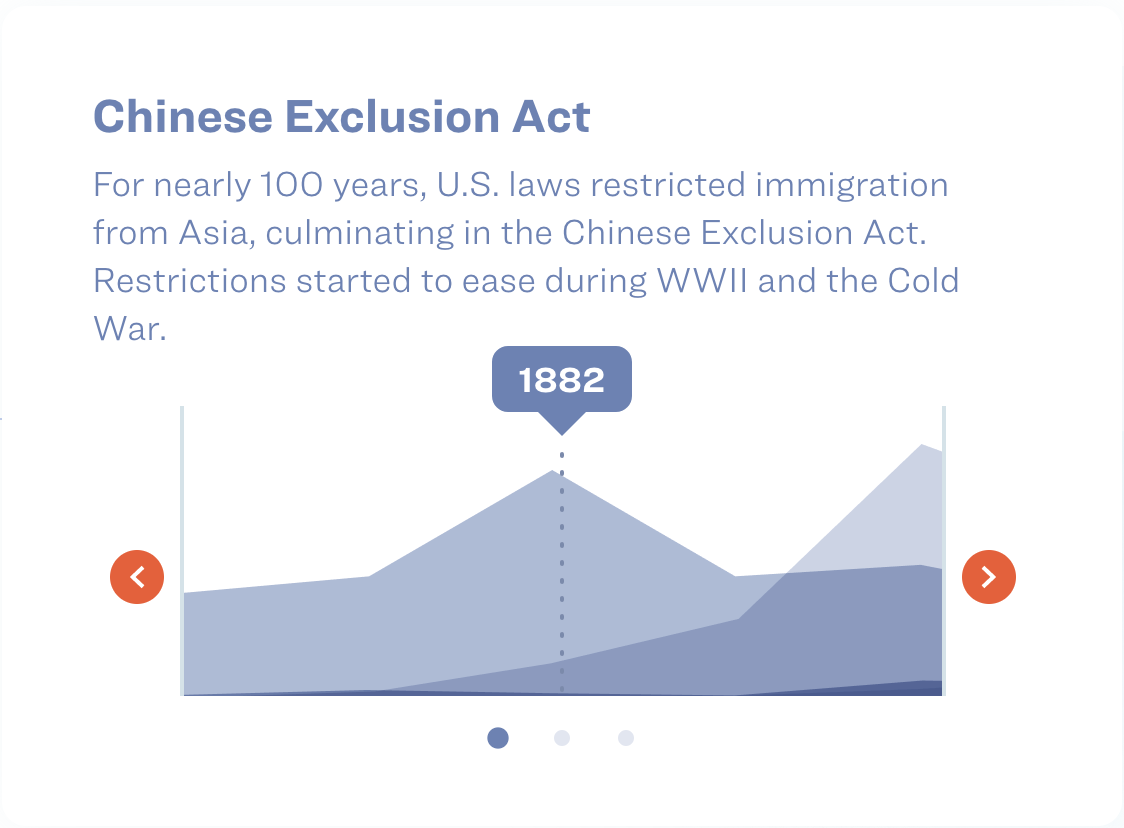 Chinese Exclusion Act
For nearly 100 years, U.S. laws restricted immigration
from Asia, culminating in the Chinese Exclusion Act.
Restrictions started to ease during WWII and the Cold
War.
1882